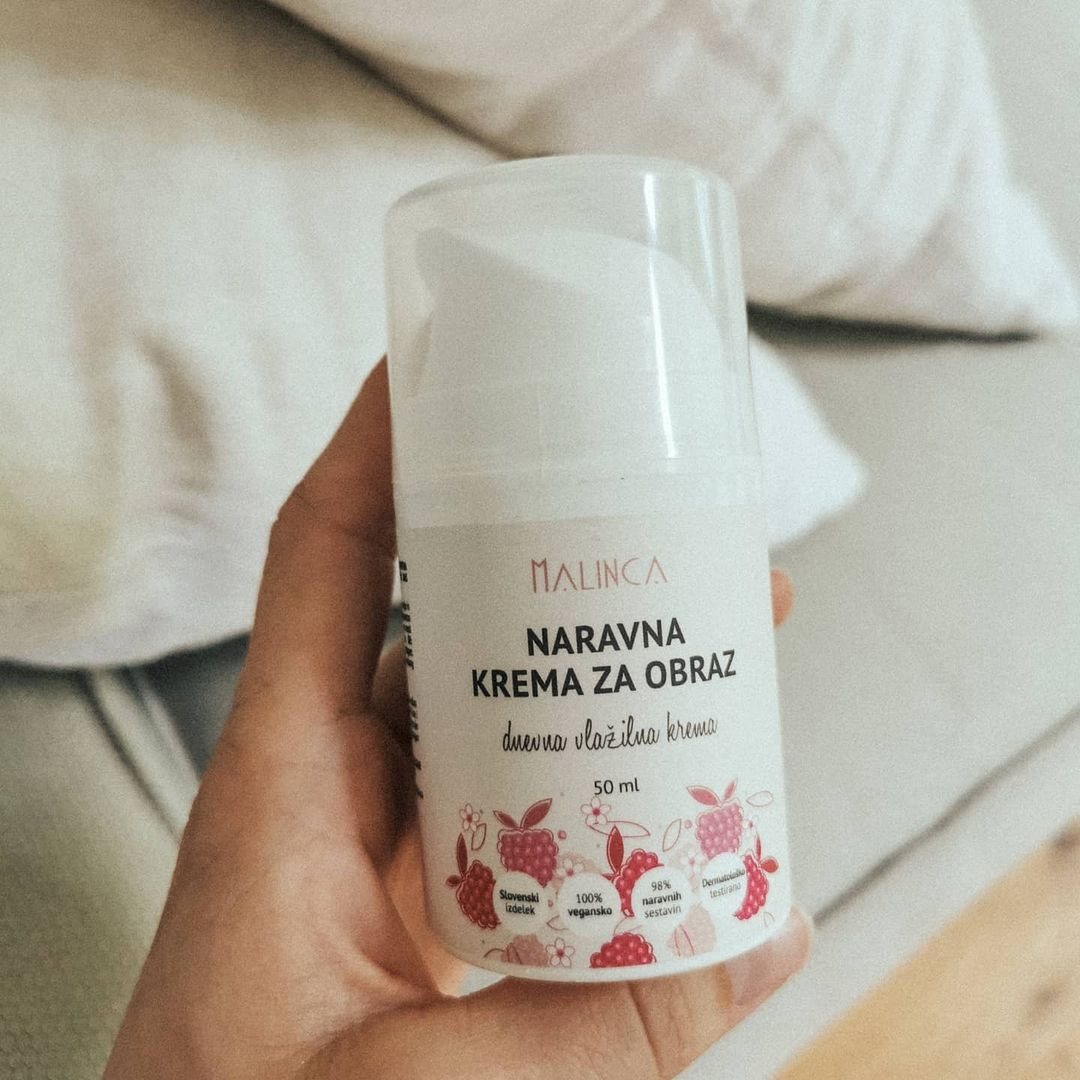 MALINCA
NARAVNA
KREMA ZA OBRAZ
dnevna vlažilna krema
50 ml
Slovenski
izdelek
100%
vegansko
98%
naravnih
sestavin
Dermatološko
testirano